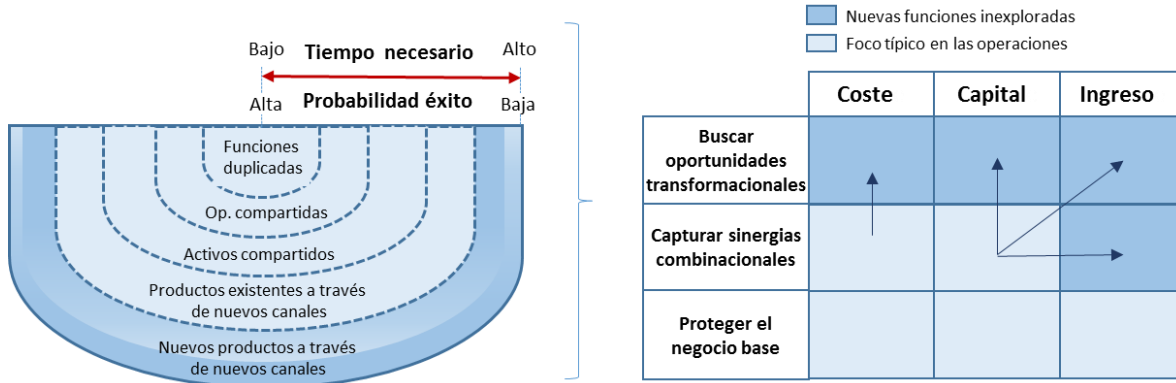 Bajo
Tiempo necesario
Alto
Alta
Probabilidad éxito
Baja
Funciones
duplicadas
Op. compartidas
Activos compartidos
Productos existentes a través
de nuevos canales
Nuevos productos a través
de nuevos canales
Nuevas funciones inexploradas
Foco típico en las operaciones
Coste
Capital
Ingreso
Buscar
oportunidades
transformacionales
Capturar sinergias
combinacionales
Proteger el
negocio base